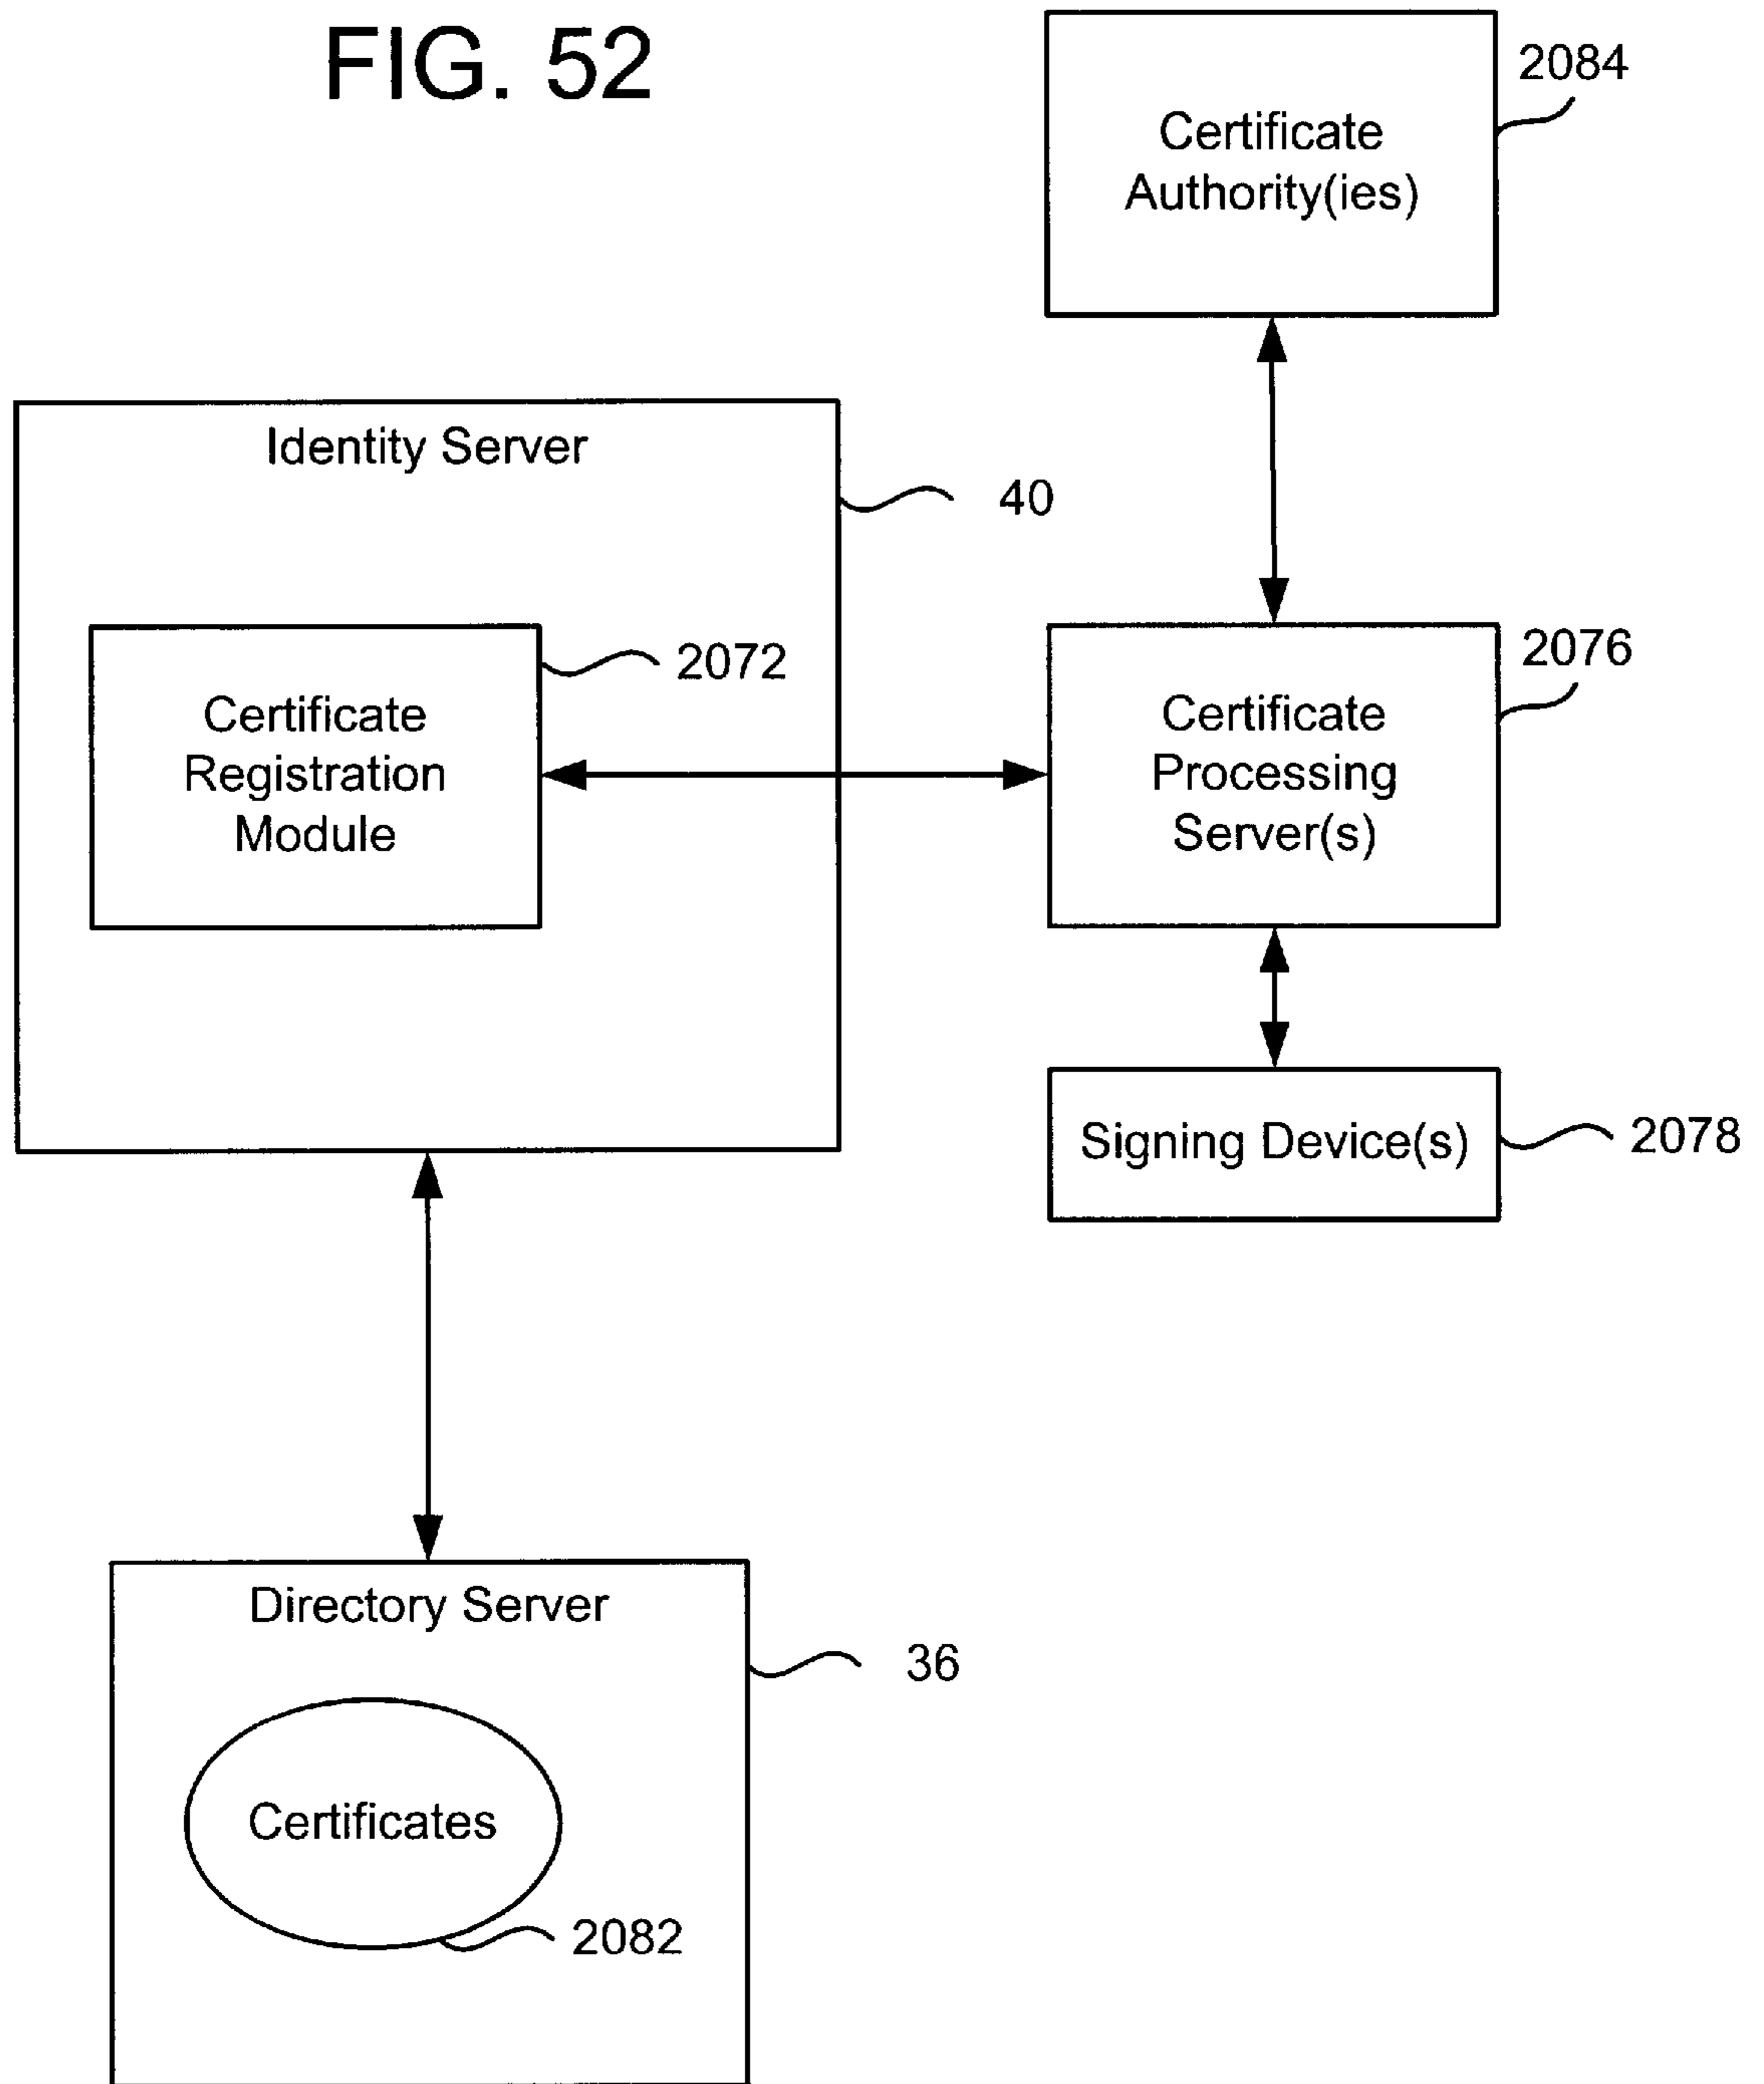 FIG. 52
2084
Certificate
Authority(ies)
Identity Server
40
2072
Certificate
Registration
Module
2076
Certificate
Processing
Server(s)
Signing Device(s)
2078
Directory Server
36
Certificates
2082